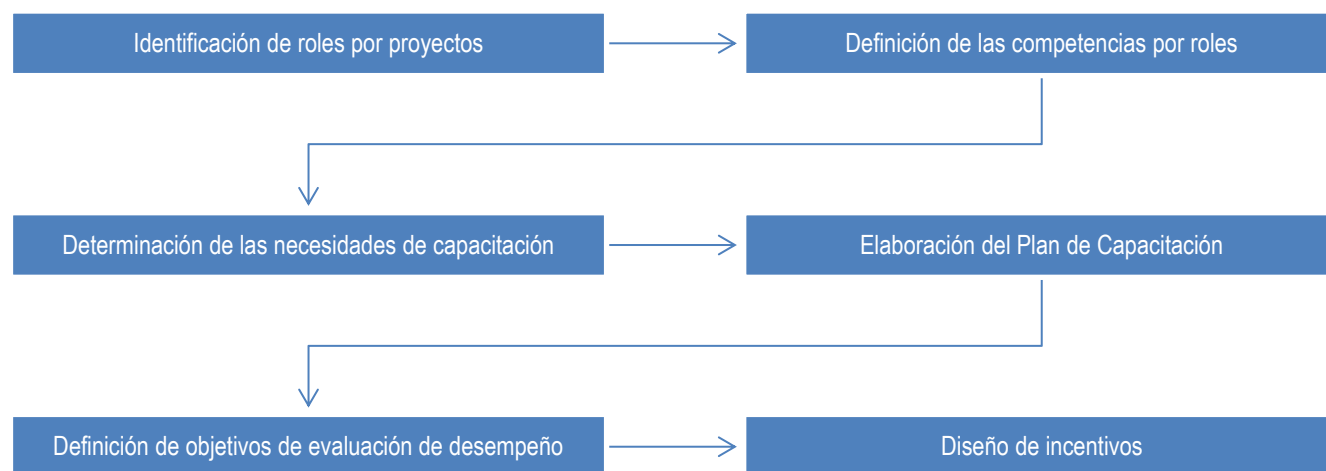 Identificación de roles por proyectos
Definición de las competencias por roles
Determinación de las necesidades de capacitación
Elaboración del Plan de Capacitación
Definición de objetivos de evaluación de desempeño
Diseño de incentivos